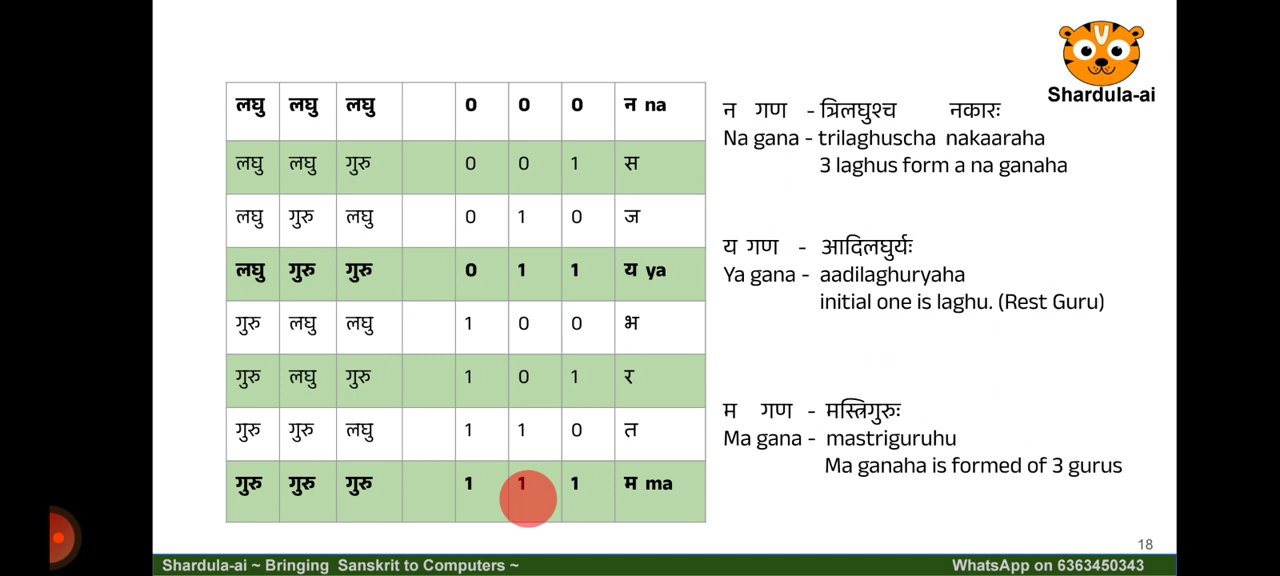 Shardula-ai
लघु लघु लघु 0 0 0 न na
लघु लघु गुरु 0 0 1 स
लघु गुरु लघु 0 1 0 ज
लघु गुरु गुरु 0 1 1 य ya
गुरु लघु लघु 1 0 0 भ
गुरु लघु गुरु 1 0 1 र
गुरु गुरु लघु 1 1 0 त
गुरु गुरु गुरु 1 1 1 म ma
न गण - त्रिलघुश्च नकारः
Na gana - trilaghuscha nakaaraha
3 laghus form a na ganaha
य गण - आदिलघुर्यः
Ya gana - aadilaghuryaha
initial one is laghu. (Rest Guru)
म गण - मस्त्रिगुरुः
Ma gana - mastriguruhu
Ma ganaha is formed of 3 gurus
18
Shardula-ai ~ Bringing Sanskrit to Computers ~ WhatsApp on 6363450343